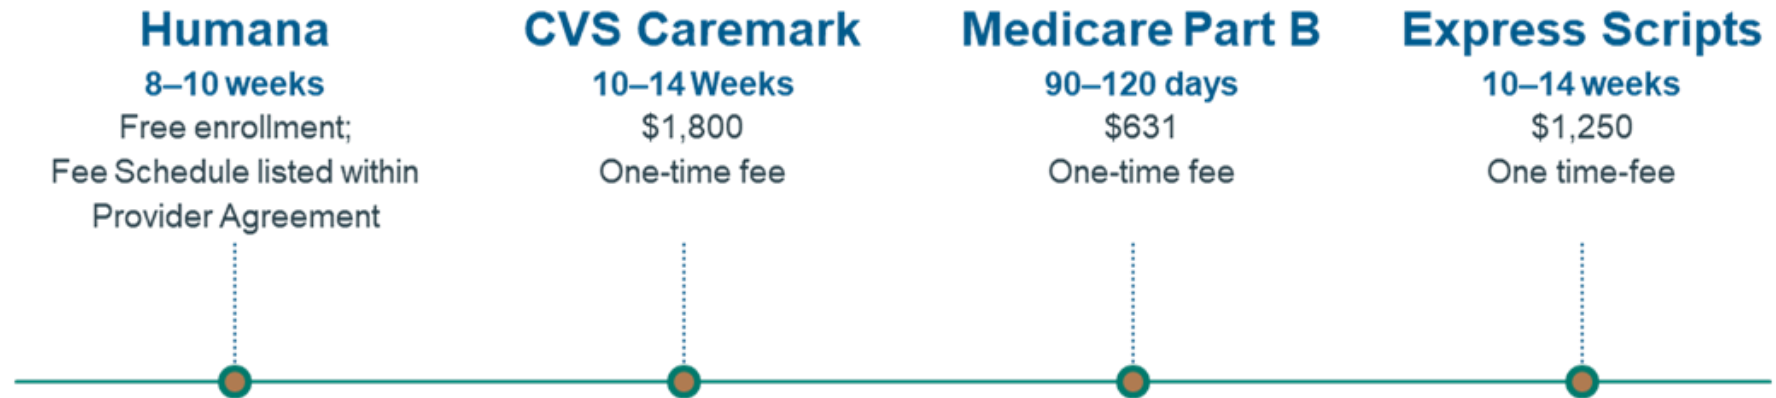 Humana
8–10 weeks
Free enrollment;
Fee Schedule listed within
Provider Agreement
CVS Caremark
10–14 Weeks
$1,800
One-time fee
Medicare Part B
90–120 days
$631
One-time fee
Express Scripts
10–14 weeks
$1,250
One time-fee